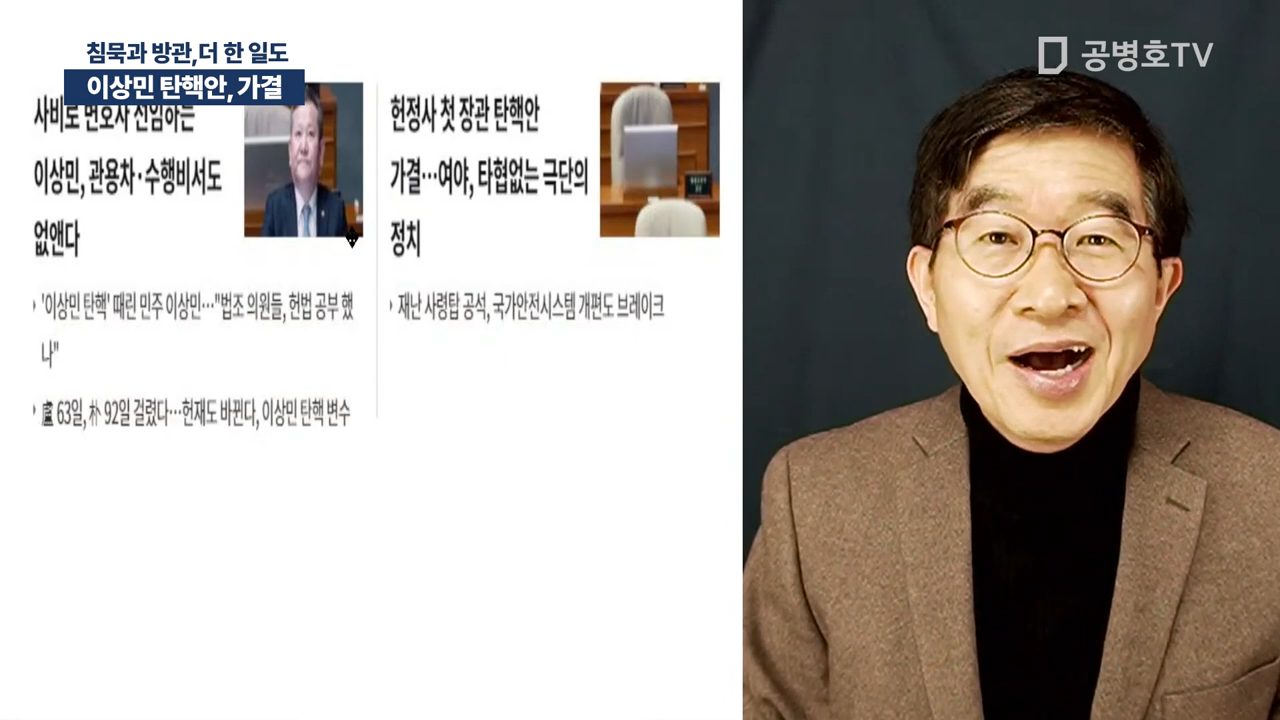 침묵과 방관,더 한 일도
이상민 탄핵안, 가결
공병호TV
사비로 변호사 선임하는
이상민, 관용차·수행비서도
없앤다
'이상민 탄핵' 때린 민주 이상민…"법조 의원들, 헌법 공부 했
나"
盧 63일, 朴 92일 걸렸다…헌재도 바뀐다, 이상민 탄핵 변수
헌정사 첫 장관 탄핵안
가결…여야, 타협없는 극단의
정치
재난 사령탑 공석, 국가안전시스템 개편도 브레이크